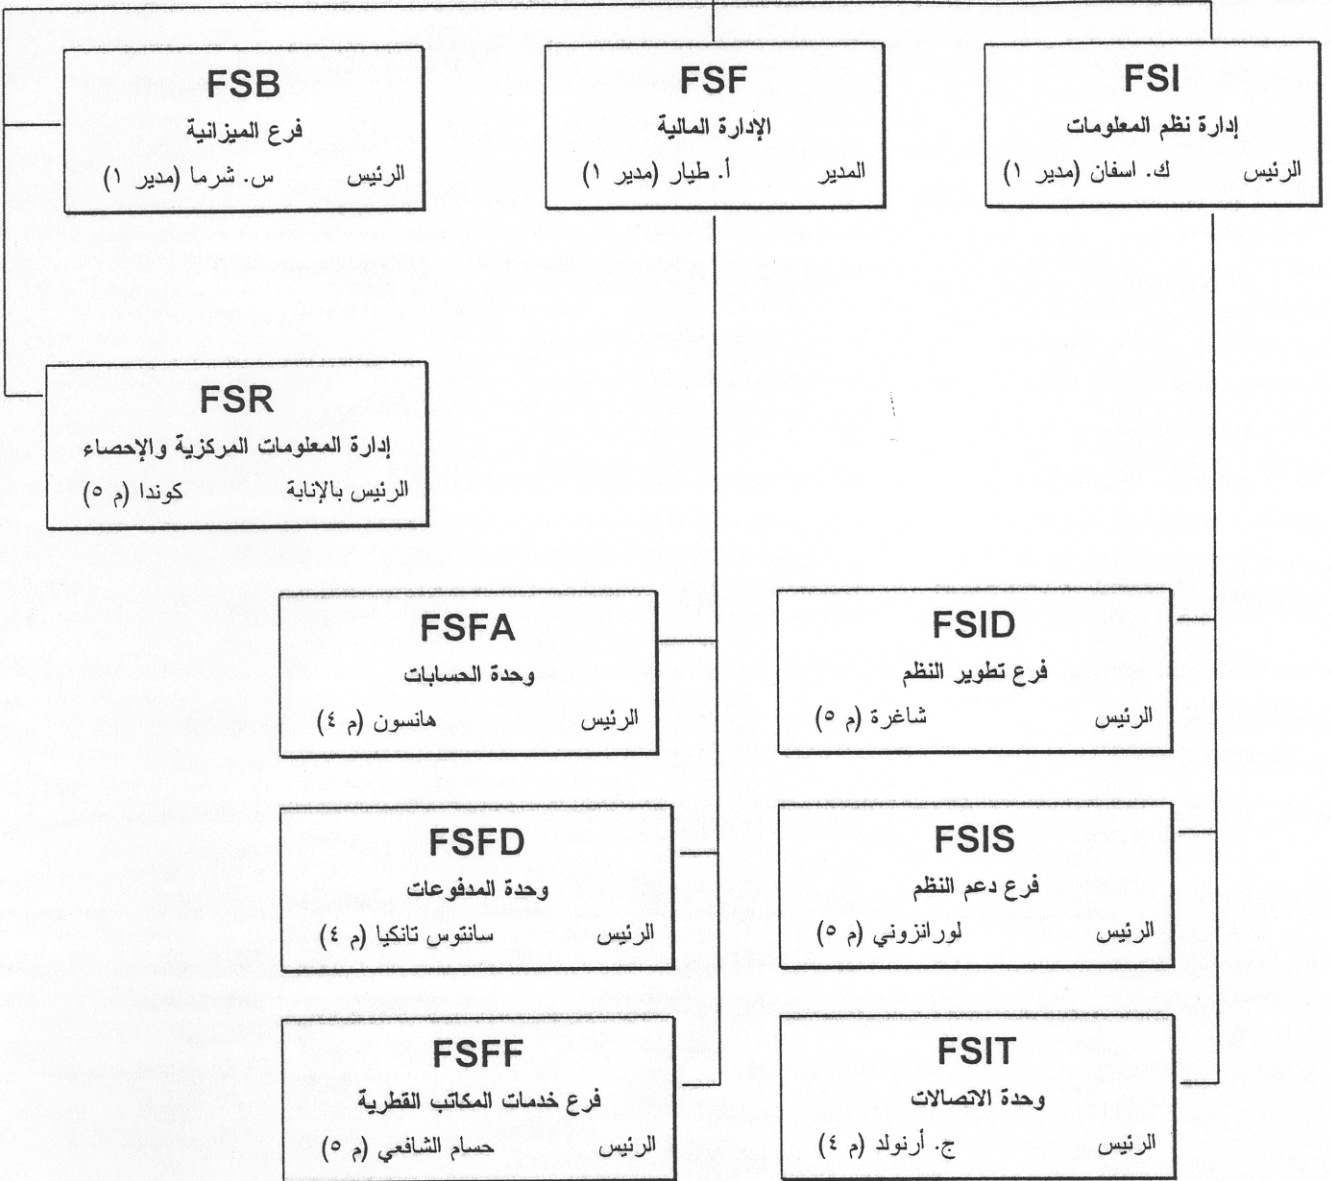 FSI
إدارة نظم المعلومات
الرئيس ك. اسفان (مدير ١)
FSF
الإدارة المالية
المدير أ. طيار (مدير ١)
FSB
فرع الميزانية
الرئيس س. شرما (مدير ١)
FSR
إدارة المعلومات المركزية والإحصاء
الرئيس بالإنابة كوندا (م ٥)
FSID
فرع تطوير النظم
الرئيس شاغرة (م ٥)
FSFA
وحدة الحسابات
الرئيس هانسون (م ٤)
FSIS
فرع دعم النظم
الرئيس لورانزوني (م ٥)
FSFD
وحدة المدفوعات
الرئيس سانتوس تانكيا (م ٤)
FSIT
وحدة الاتصالات
الرئيس ج. أرنولد (م ٤)
FSFF
فرع خدمات المكاتب القطرية
الرئيس حسام الشافعي (م ٥)